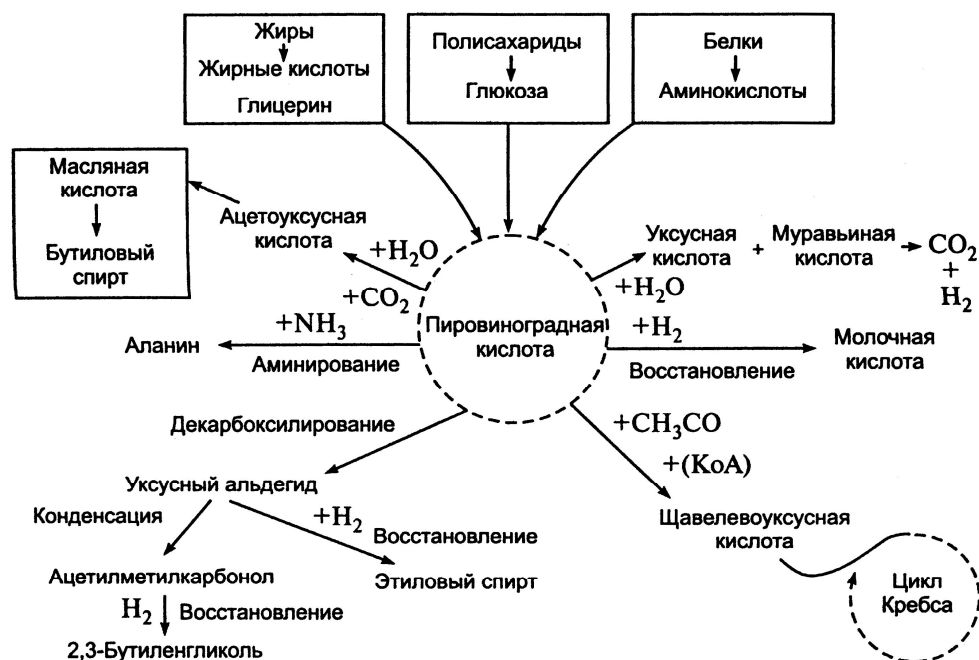 Жиры
Жирные кислоты
Глицерин
Полисахариды
Глюкоза
Белки
Аминокислоты
Масляная
кислота
Бутиловый
спирт
Ацетоуксусная
кислота
+H₂O
+CO₂
Уксусная
кислота
+
Муравьиная
кислота
CO₂
+
H₂
+H₂O
Пировиноградная
кислота
+NH₃
Аланин
Аминирование
+H₂
Восстановление
Молочная
кислота
Декарбоксилирование
+CH₃CO
+(KoA)
Уксусный альдегид
Конденсация
+H₂
Восстановление
Щавелевоуксусная
кислота
Ацетилметилкарбонол
Этиловый спирт
H₂ Восстановление
2,3-Бутиленгликоль
Цикл
Кребса